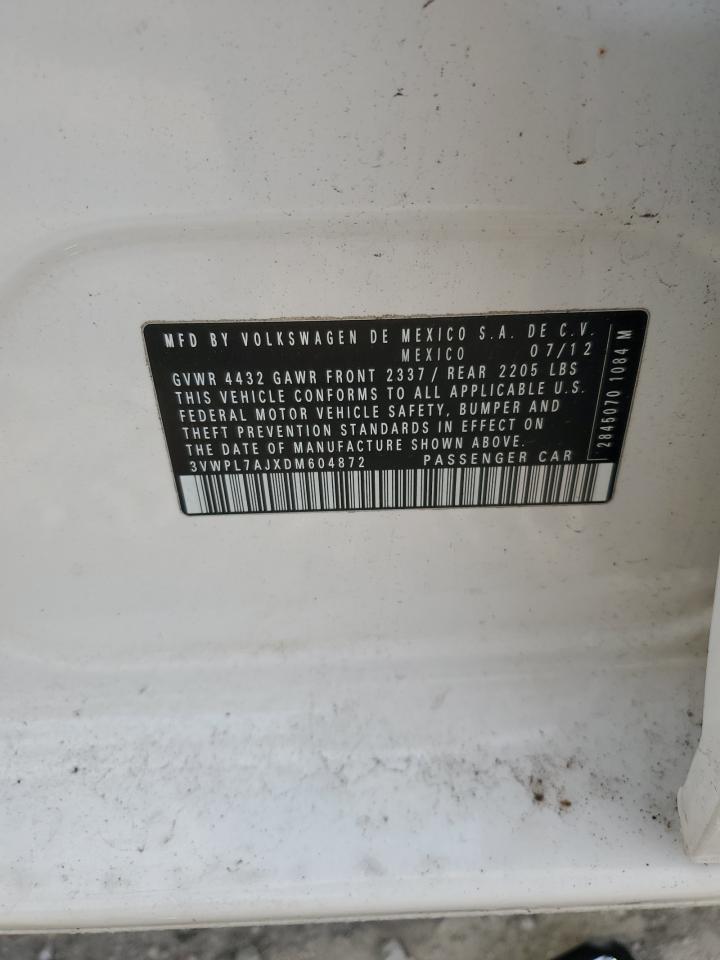 MFD BY VOLKSWAGEN DE MEXICO S.A. DE C.V.
MEXICO 07/12
GVWR 4432 GAWR FRONT 2337/ REAR 2205 LBS
THIS VEHICLE CONFORMS TO ALL APPLICABLE U.S.
FEDERAL MOTOR VEHICLE SAFETY, BUMPER AND
THEFT PREVENTION STANDARDS IN EFFECT ON
THE DATE OF MANUFACTURE SHOWN ABOVE.
3VWPL7AJXDM604872 PASSENGER CAR
2845070 1084 M